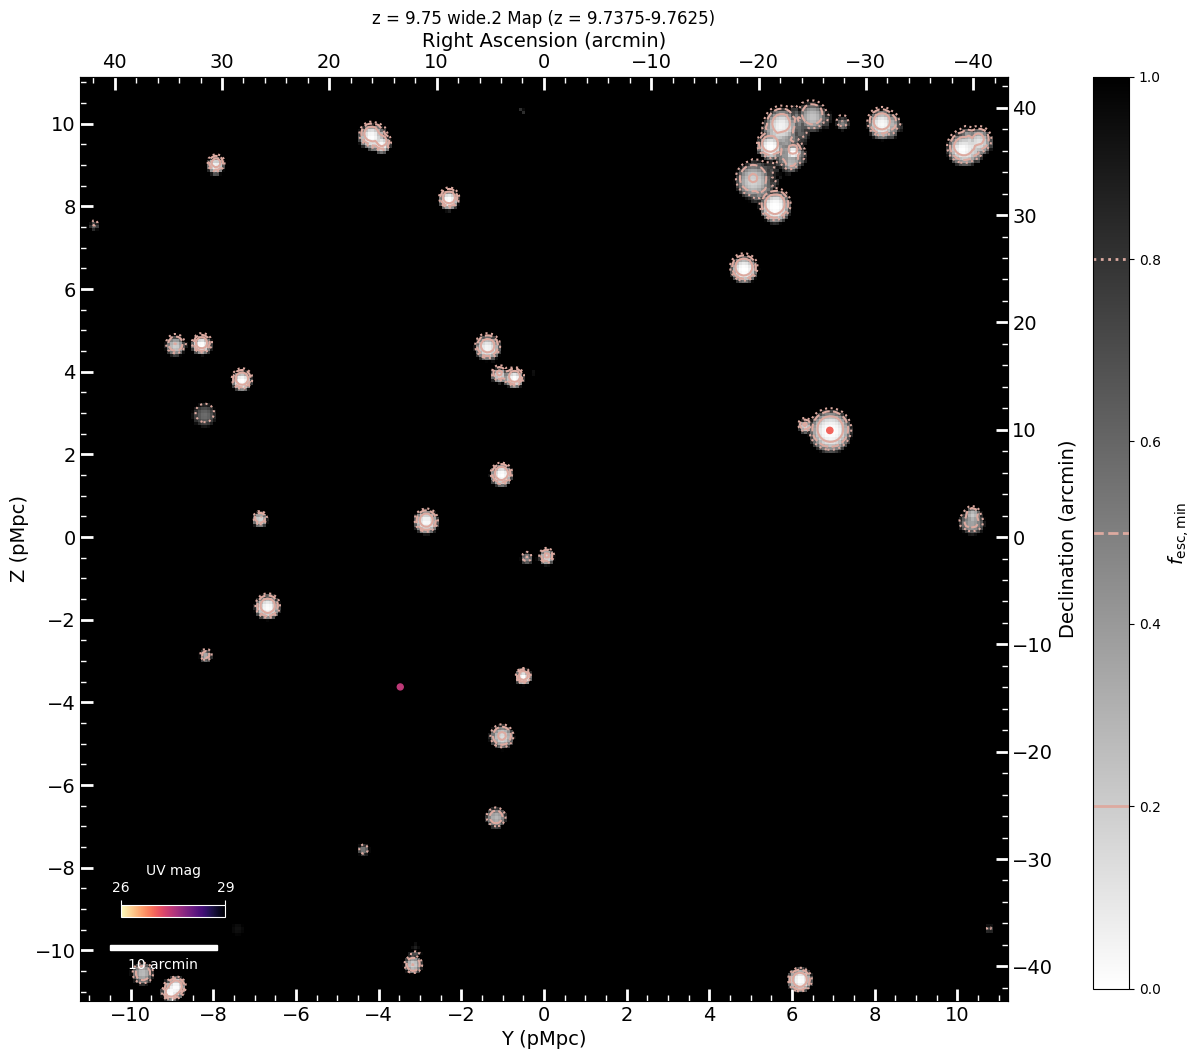 z = 9.75 wide.2 Map (z = 9.7375-9.7625)
Right Ascension (arcmin)
40 30 20 10 0 −10 −20 −30 −40
10
8
6
4
2
0
−2
−4
−6
−8
−10
Z (pMpc)
40
30
20
10
0
−10
−20
−30
−40
Declination (arcmin)
1.0
0.8
0.6
0.4
0.2
0.0
f_esc,min
UV mag
26 29
10 arcmin
−10 −8 −6 −4 −2 0 2 4 6 8 10
Y (pMpc)